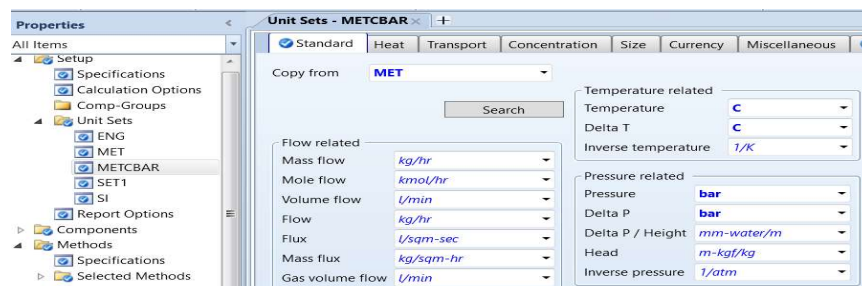 Properties
All Items
Setup
Specifications
Calculation Options
Comp-Groups
Unit Sets
ENG
MET
METCBAR
SET1
SI
Report Options
Components
Methods
Specifications
Selected Methods
Unit Sets - METCBAR
Standard Heat Transport Concentration Size Currency Miscellaneous
Copy from MET
Search
Flow related
Mass flow kg/hr
Mole flow kmol/hr
Volume flow l/min
Flow kg/hr
Flux l/sqm-sec
Mass flux kg/sqm-hr
Gas volume flow l/min
Temperature related
Temperature C
Delta T C
Inverse temperature 1/K
Pressure related
Pressure bar
Delta P bar
Delta P / Height mm-water/m
Head m-kgf/kg
Inverse pressure 1/atm